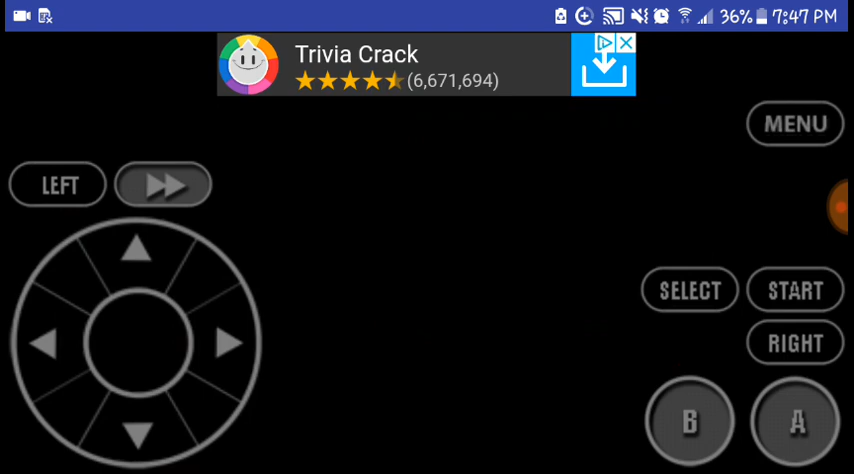 36% 7:47 PM
Trivia Crack
(6,671,694)
MENU
LEFT
SELECT
START
RIGHT
B
A